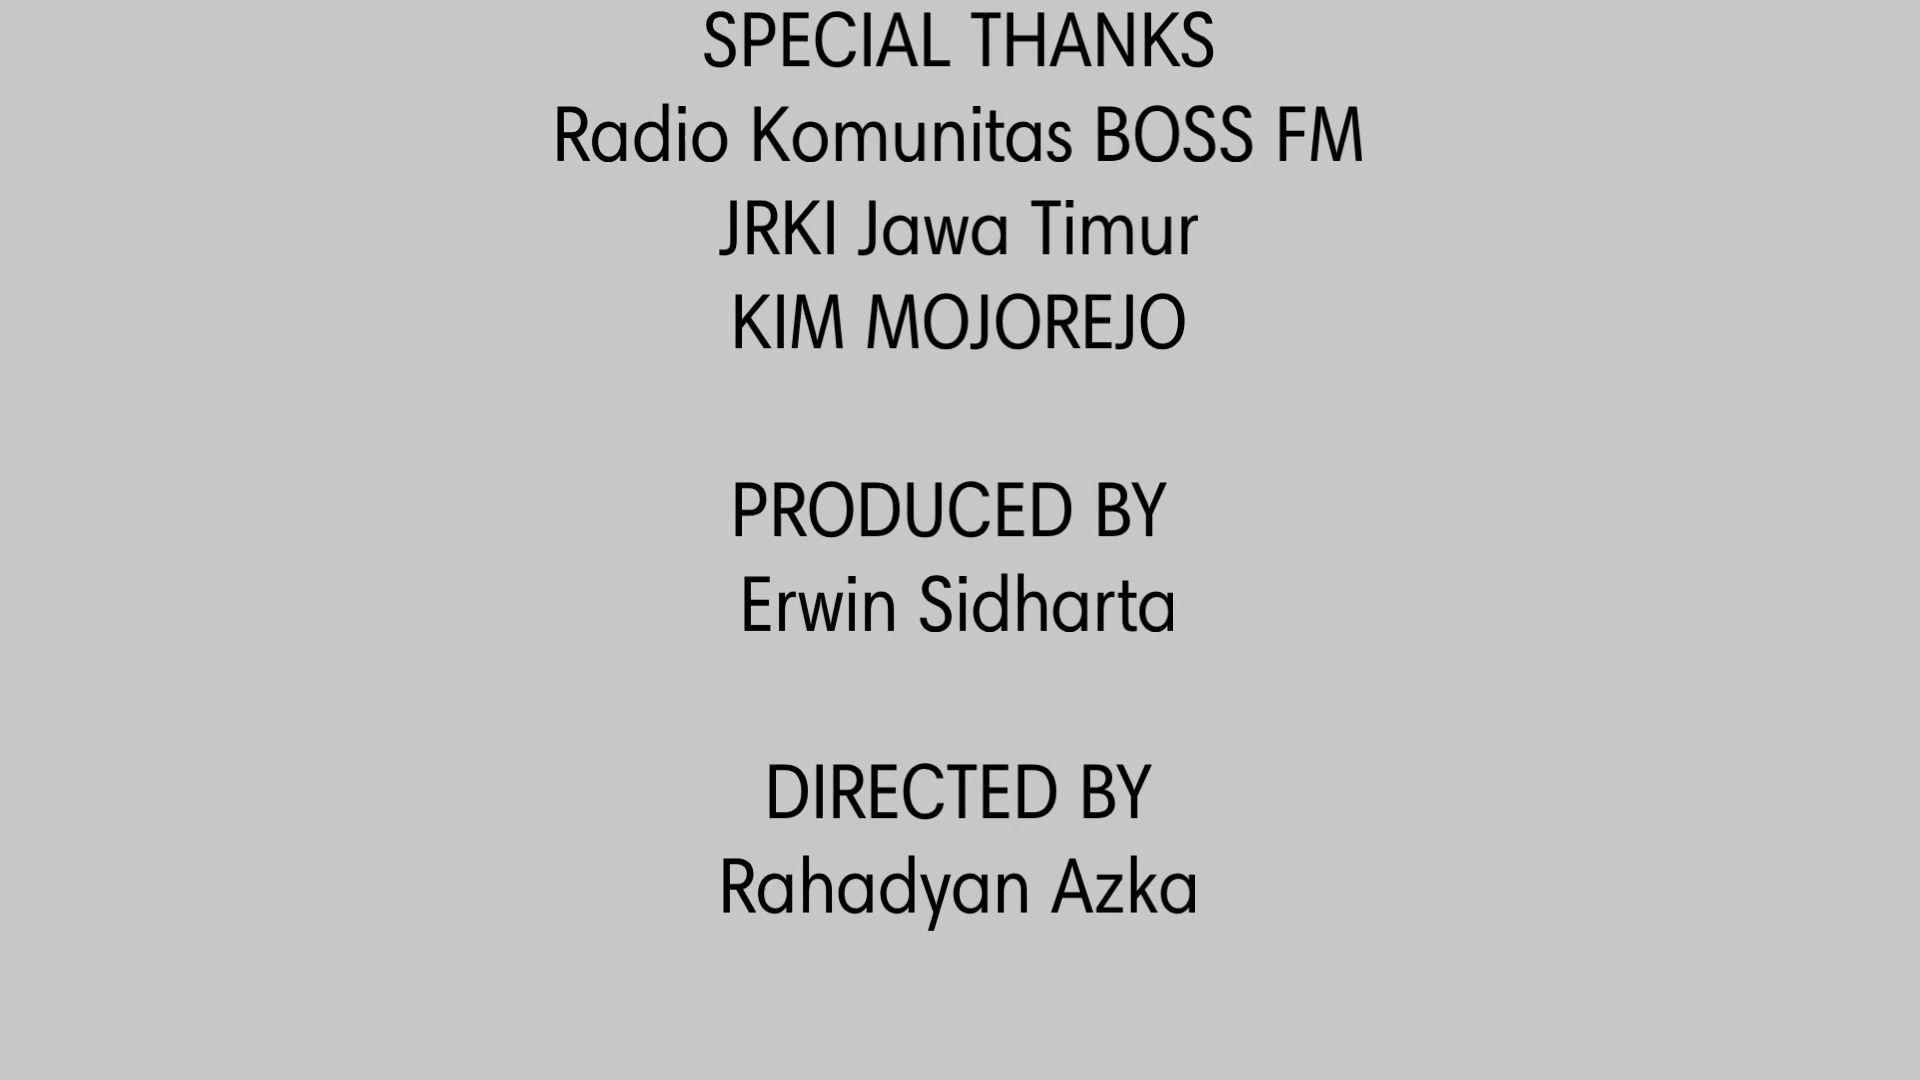 SPECIAL THANKS
Radio Komunitas BOSS FM
JRKI Jawa Timur
KIM MOJOREJO
PRODUCED BY
Erwin Sidharta
DIRECTED BY
Rahadyan Azka